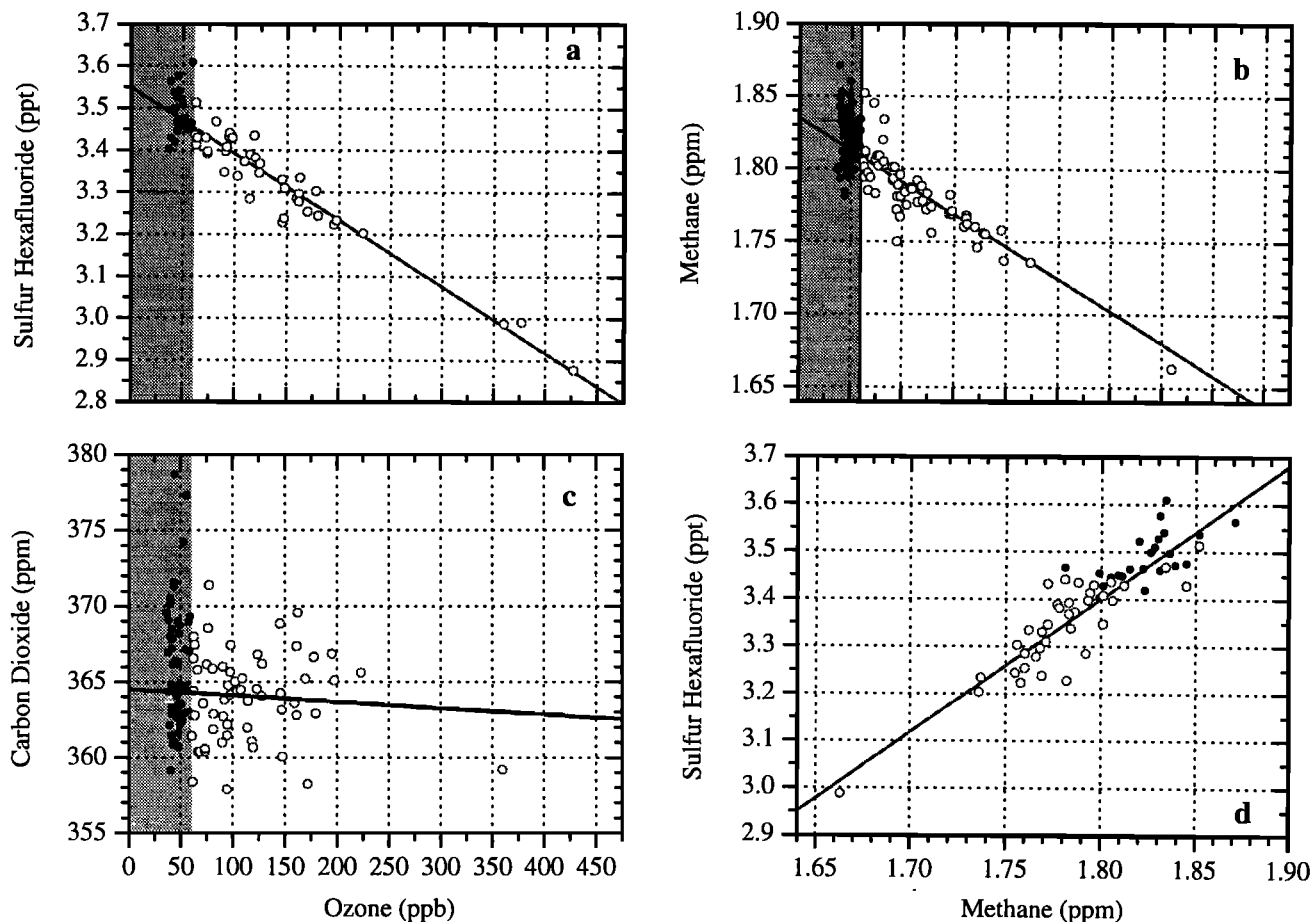 3.7
3.6
3.5
3.4
3.3
3.2
3.1
3.0
2.9
2.8
Sulfur Hexafluoride (ppt)
a
1.90
1.85
1.80
1.75
1.70
1.65
Methane (ppm)
b
380
375
370
365
360
355
Carbon Dioxide (ppm)
c
0 50 100 150 200 250 300 350 400 450
Ozone (ppb)
3.7
3.6
3.5
3.4
3.3
3.2
3.1
3.0
2.9
Sulfur Hexafluoride (ppt)
d
1.65 1.70 1.75 1.80 1.85 1.90
Methane (ppm)